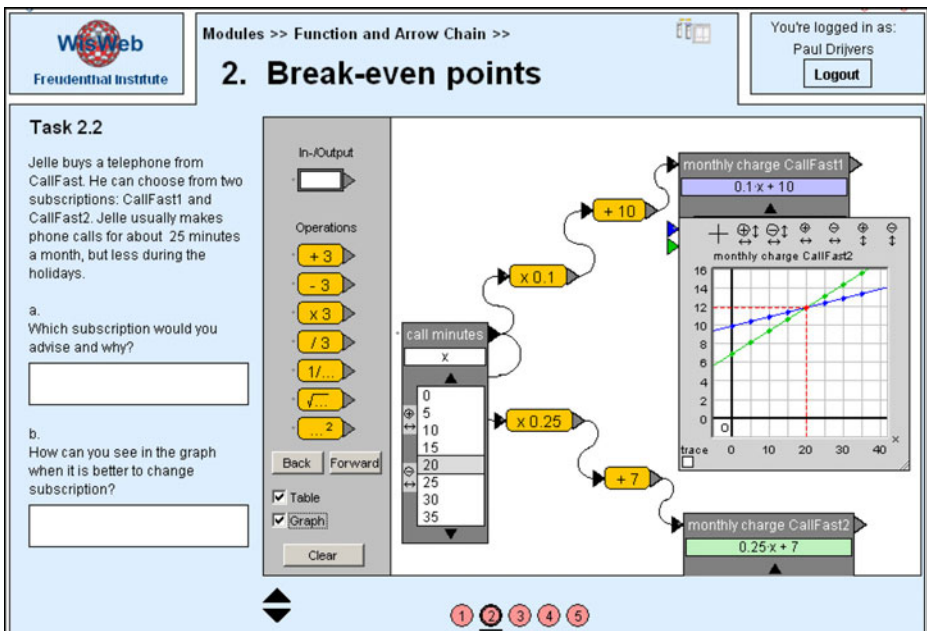 WisWeb
Freudenthal Institute
Modules >> Function and Arrow Chain >>
2. Break-even points
You're logged in as:
Paul Drijvers
Logout
Task 2.2
Jelle buys a telephone from
CallFast. He can choose from two
subscriptions: CallFast1 and
CallFast2. Jelle usually makes
phone calls for about 25 minutes
a month, but less during the
holidays.
a.
Which subscription would you
advise and why?
b.
How can you see in the graph
when it is better to change
subscription?
In-/Output
Operations
+ 3
- 3
x 3
/ 3
1/...
√...
...²
Back Forward
Table
Graph
Clear
call minutes
x
0
5
10
15
20
25
30
35
x 0.1
+ 10
x 0.25
+ 7
monthly charge CallFast1
0.1·x + 10
monthly charge CallFast2
16
14
12
10
8
6
4
2
0
O
0 10 20 30 40
x
trace
monthly charge CallFast2
0.25·x + 7
1 2 3 4 5